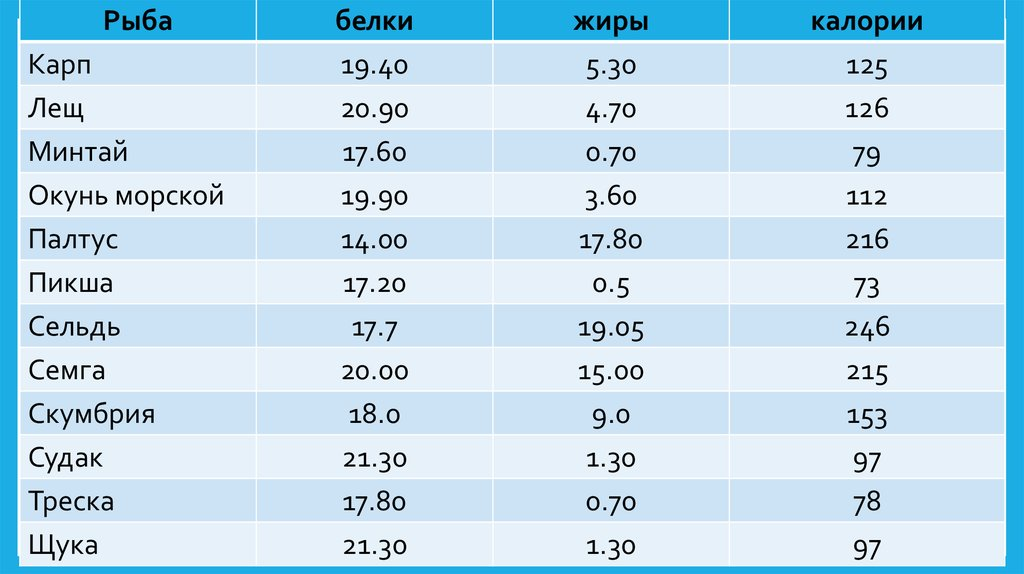 Рыба белки жиры калории
Карп 19.40 5.30 125
Лещ 20.90 4.70 126
Минтай 17.60 0.70 79
Окунь морской 19.90 3.60 112
Палтус 14.00 17.80 216
Пикша 17.20 0.5 73
Сельдь 17.7 19.05 246
Семга 20.00 15.00 215
Скумбрия 18.0 9.0 153
Судак 21.30 1.30 97
Треска 17.80 0.70 78
Щука 21.30 1.30 97